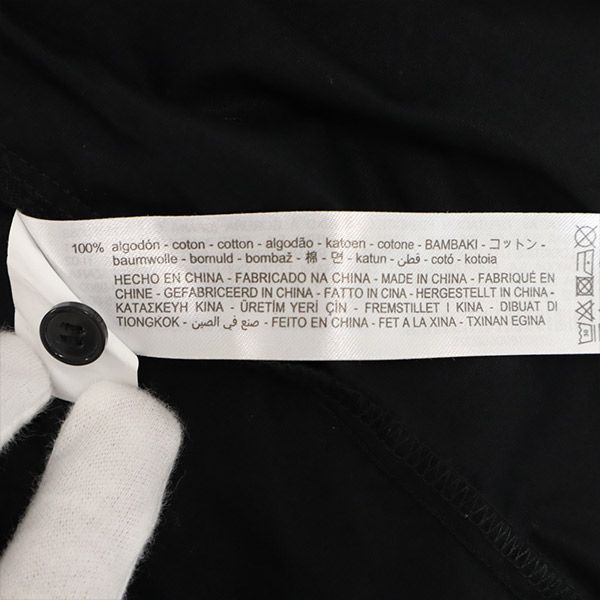 100% algodón - coton - cotton - algodão - katoen - cotone - BAMBAKI - コットン -
baumwolle - bomuld - bombaž - 棉 - 면 - katun - قطن - cotó - kotoia
HECHO EN CHINA - FABRICADO NA CHINA - MADE IN CHINA - FABRIQUÉ EN
CHINE - GEFABRICEERD IN CHINA - FATTO IN CINA - HERGESTELLT IN CHINA -
ΚΑΤΑΣΚΕΥΗ ΚΙΝΑ - ÜRETİM YERİ ÇİN - FREMSTILLET I KINA - DIBUAT DI
TIONGKOK - صنع في الصين - FEITO EN CHINA - FET A LA XINA - TXINAN EGINA